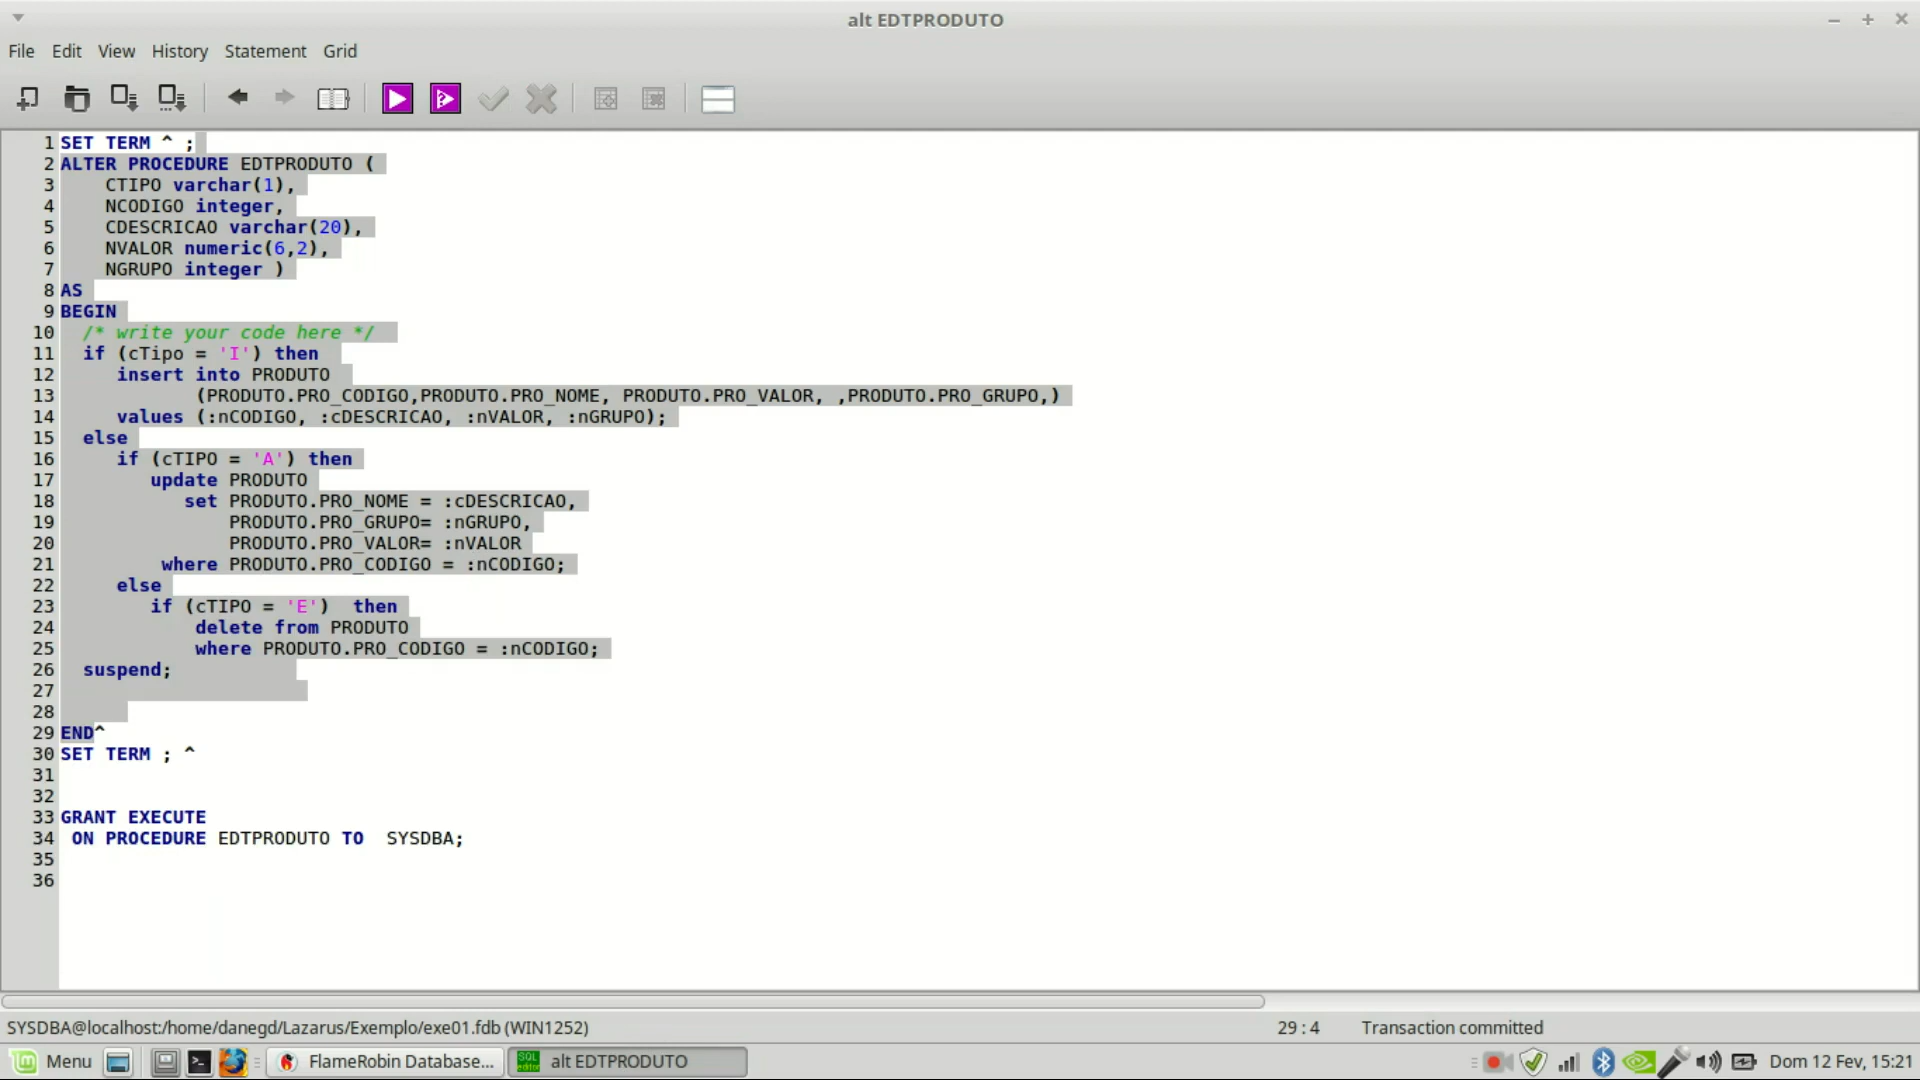 alt EDTPRODUTO
File Edit View History Statement Grid
1 SET TERM ^ ;
2 ALTER PROCEDURE EDTPRODUTO (
3 CTIPO varchar(1),
4 NCODIGO integer,
5 CDESCRICAO varchar(20),
6 NVALOR numeric(6,2),
7 NGRUPO integer )
8 AS
9 BEGIN
10 /* write your code here */
11 if (cTipo = 'I') then
12 insert into PRODUTO
13 (PRODUTO.PRO_CODIGO,PRODUTO.PRO_NOME, PRODUTO.PRO_VALOR, ,PRODUTO.PRO_GRUPO,)
14 values (:nCODIGO, :cDESCRICAO, :nVALOR, :nGRUPO);
15 else
16 if (cTIPO = 'A') then
17 update PRODUTO
18 set PRODUTO.PRO_NOME = :cDESCRICAO,
19 PRODUTO.PRO_GRUPO= :nGRUPO,
20 PRODUTO.PRO_VALOR= :nVALOR
21 where PRODUTO.PRO_CODIGO = :nCODIGO;
22 else
23 if (cTIPO = 'E')  then
24 delete from PRODUTO
25 where PRODUTO.PRO_CODIGO = :nCODIGO;
26 suspend;
27
28
29 END^
30 SET TERM ; ^
31
32
33 GRANT EXECUTE
34 ON PROCEDURE EDTPRODUTO TO  SYSDBA;
35
36
SYSDBA@localhost:/home/danegd/Lazarus/Exemplo/exe01.fdb (WIN1252) 29 : 4 Transaction committed
Menu FlameRobin Database... SQL editor alt EDTPRODUTO Dom 12 Fev, 15:21